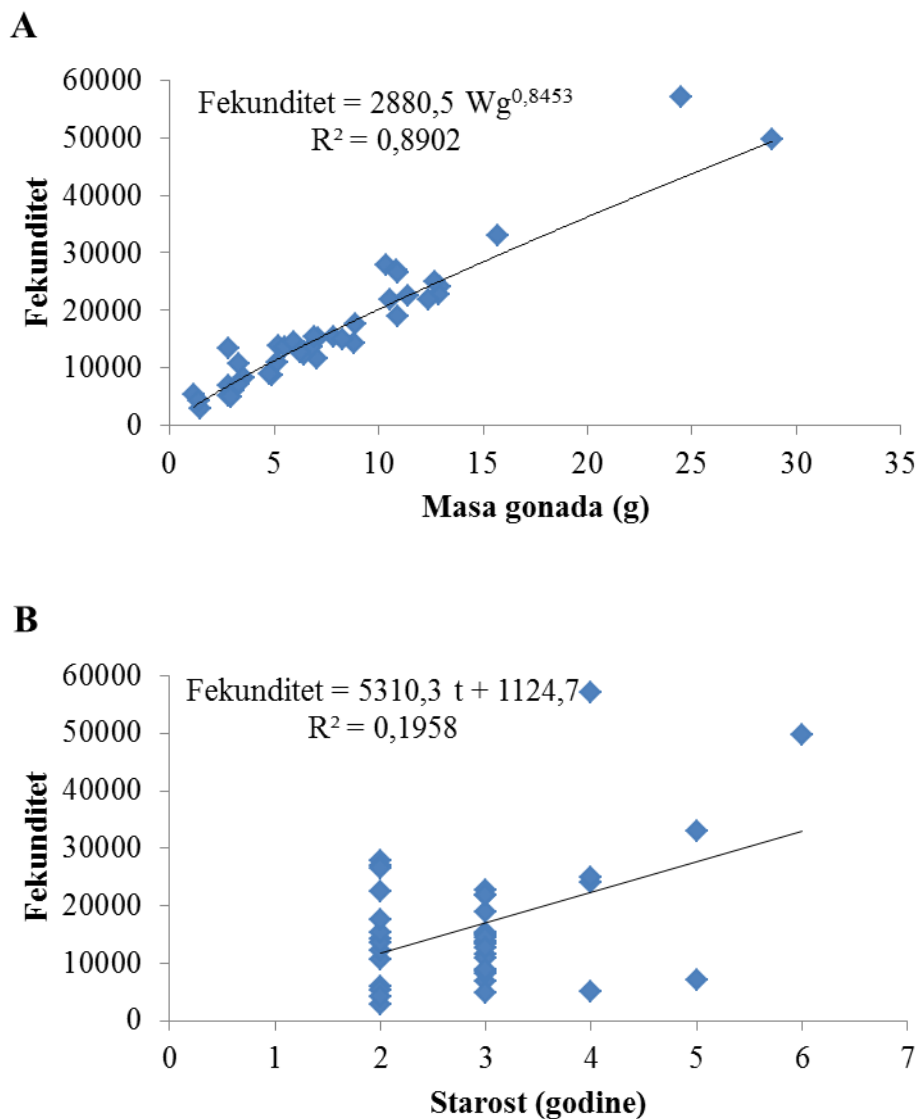 A
Fekunditet = 2880,5 Wg^0,8453
R² = 0,8902
Fekunditet
60000
50000
40000
30000
20000
10000
0
0 5 10 15 20 25 30 35
Masa gonada (g)
B
Fekunditet = 5310,3 t + 1124,7
R² = 0,1958
Fekunditet
60000
50000
40000
30000
20000
10000
0
0 1 2 3 4 5 6 7
Starost (godine)